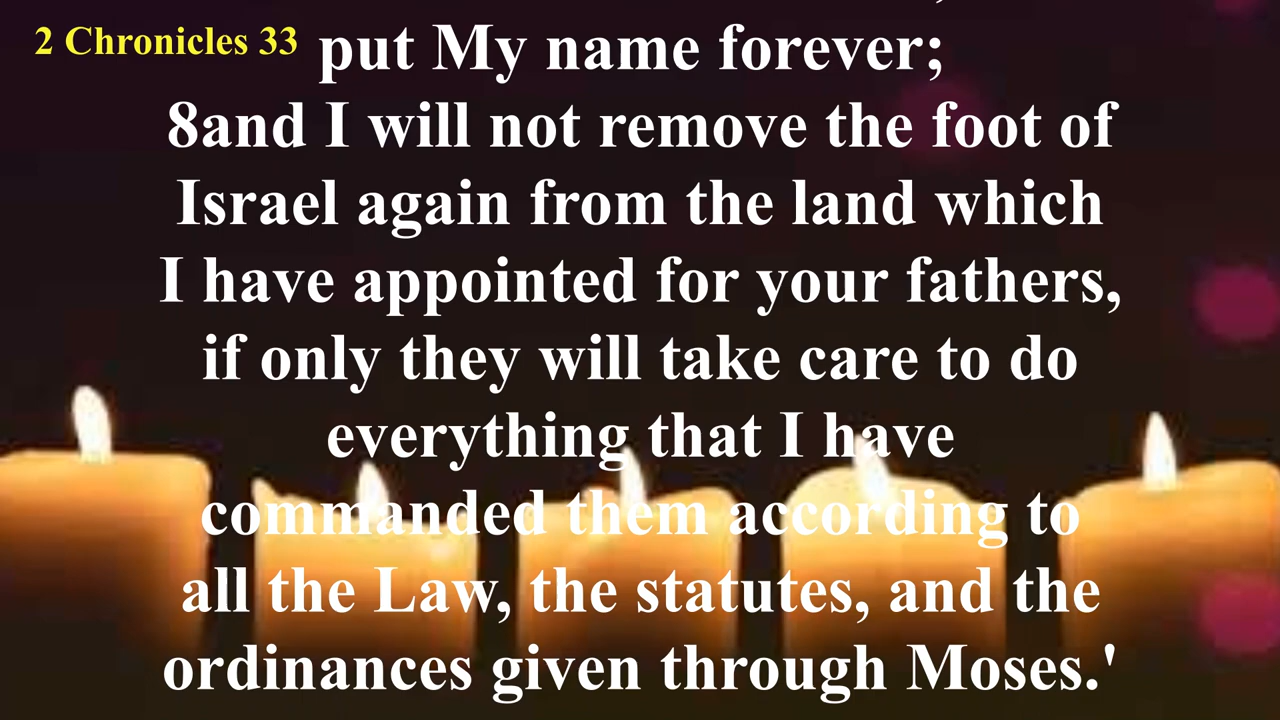 2 Chronicles 33
put My name forever;
8and I will not remove the foot of
Israel again from the land which
I have appointed for your fathers,
if only they will take care to do
everything that I have
commanded them according to
all the Law, the statutes, and the
ordinances given through Moses.'